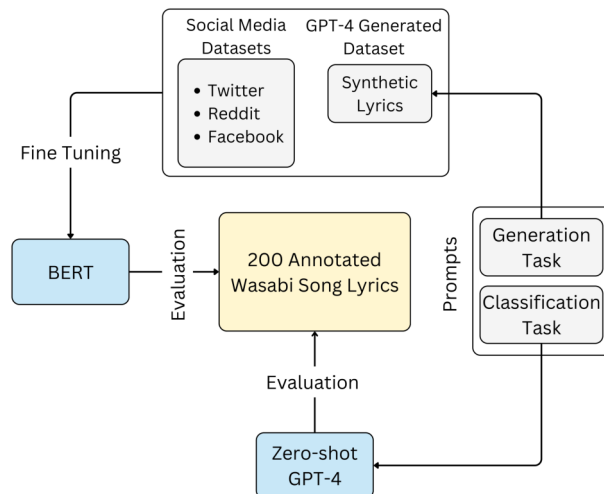 Social Media
Datasets
GPT-4 Generated
Dataset
• Twitter
• Reddit
• Facebook
Synthetic
Lyrics
Fine Tuning
BERT
Evaluation
200 Annotated
Wasabi Song Lyrics
Prompts
Generation
Task
Classification
Task
Evaluation
Zero-shot
GPT-4